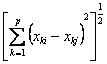 [∑_{k=1}^{p} (x_{ki} − x_{kj})^2]^{1/2}